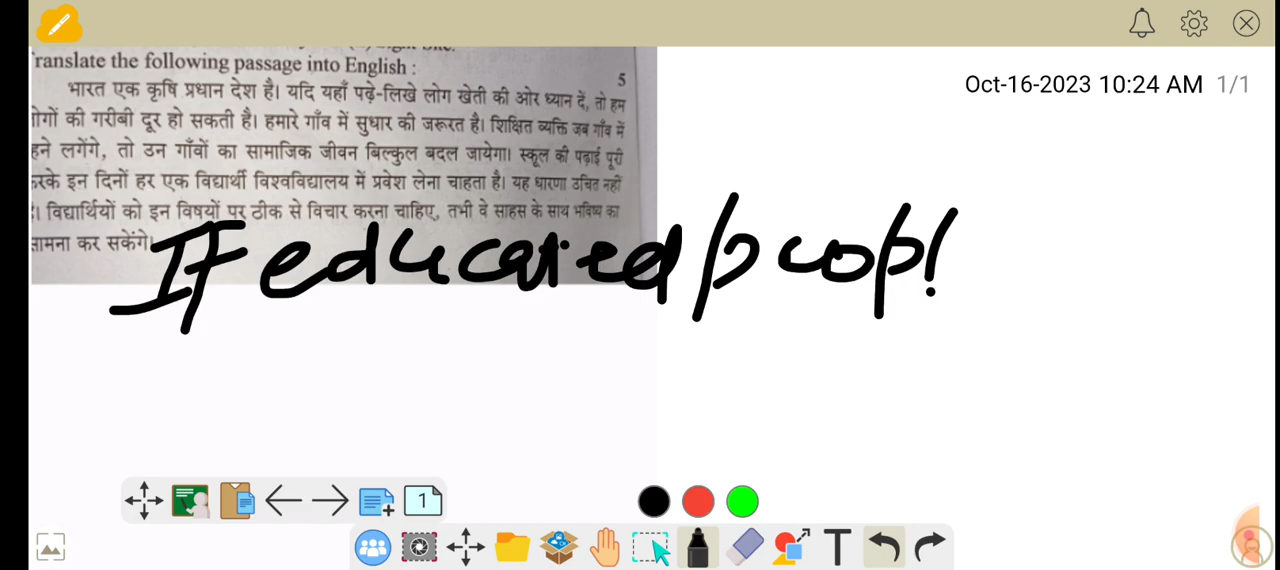 Translate the following passage into English :
5
भारत एक कृषि प्रधान देश है। यदि यहाँ पढ़े-लिखे लोग खेती की ओर ध्यान दें, तो हम
ोगों की गरीबी दूर हो सकती है। हमारे गाँव में सुधार की जरूरत है। शिक्षित व्यक्ति जब गाँव में
हने लगेंगे, तो उन गाँवों का सामाजिक जीवन बिल्कुल बदल जायेगा। स्कूल की पढ़ाई पूरी
करके इन दिनों हर एक विद्यार्थी विश्वविद्यालय में प्रवेश लेना चाहता है। यह धारणा उचित नहीं
। विद्यार्थियों को इन विषयों पर ठीक से विचार करना चाहिए, तभी वे साहस के साथ भविष्य का
सामना कर सकेंगे।
If educated
Oct-16-2023 10:24 AM 1/1
1